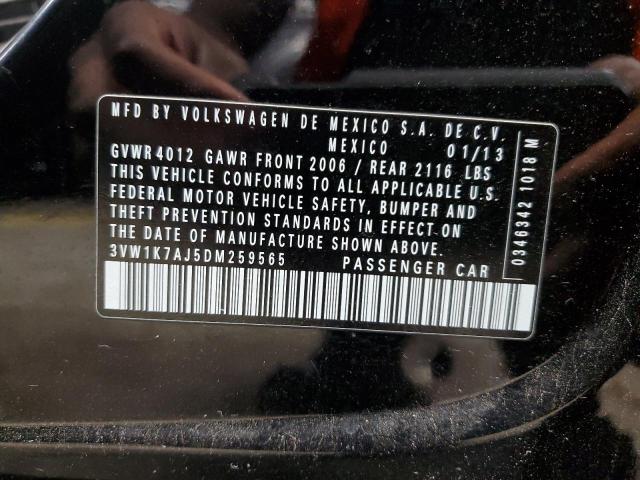 MFD BY VOLKSWAGEN DE MEXICO S.A. DE C.V.
MEXICO 01/13
GVWR 4012 GAWR FRONT 2006 / REAR 2116 LBS
THIS VEHICLE CONFORMS TO ALL APPLICABLE U.S.
FEDERAL MOTOR VEHICLE SAFETY, BUMPER AND
THEFT PREVENTION STANDARDS IN EFFECT ON
THE DATE OF MANUFACTURE SHOWN ABOVE.
3VW1K7AJ5DM259565 PASSENGER CAR
0346342 1018 M